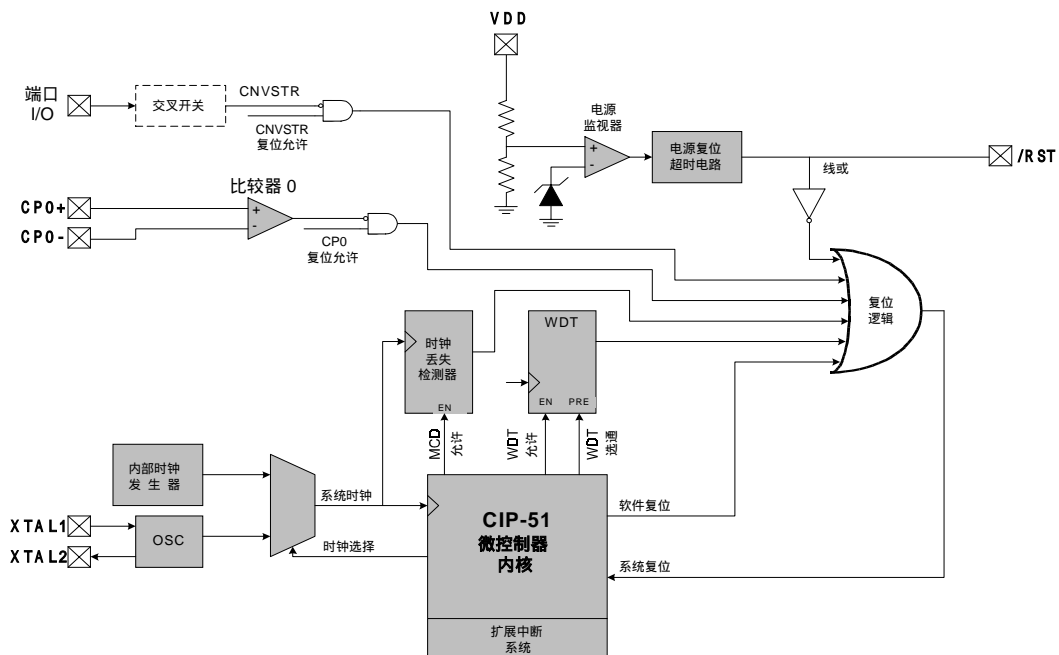 VDD
端口
I/O
交叉开关
CNVSTR
CNVSTR
复位允许
电源
监视器
+
-
电源复位
超时电路
线或
/RST
比较器 0
CP0+
CP0-
+
-
CP0
复位允许
复位
逻辑
时钟
丢失
检测器
EN
WDT
EN
PRE
MCD
允许
WDT
允许
WDT
选通
内部时钟
发 生 器
系统时钟
XTAL1
XTAL2
OSC
时钟选择
CIP-51
微控制器
内核
软件复位
系统复位
扩展中断
系统